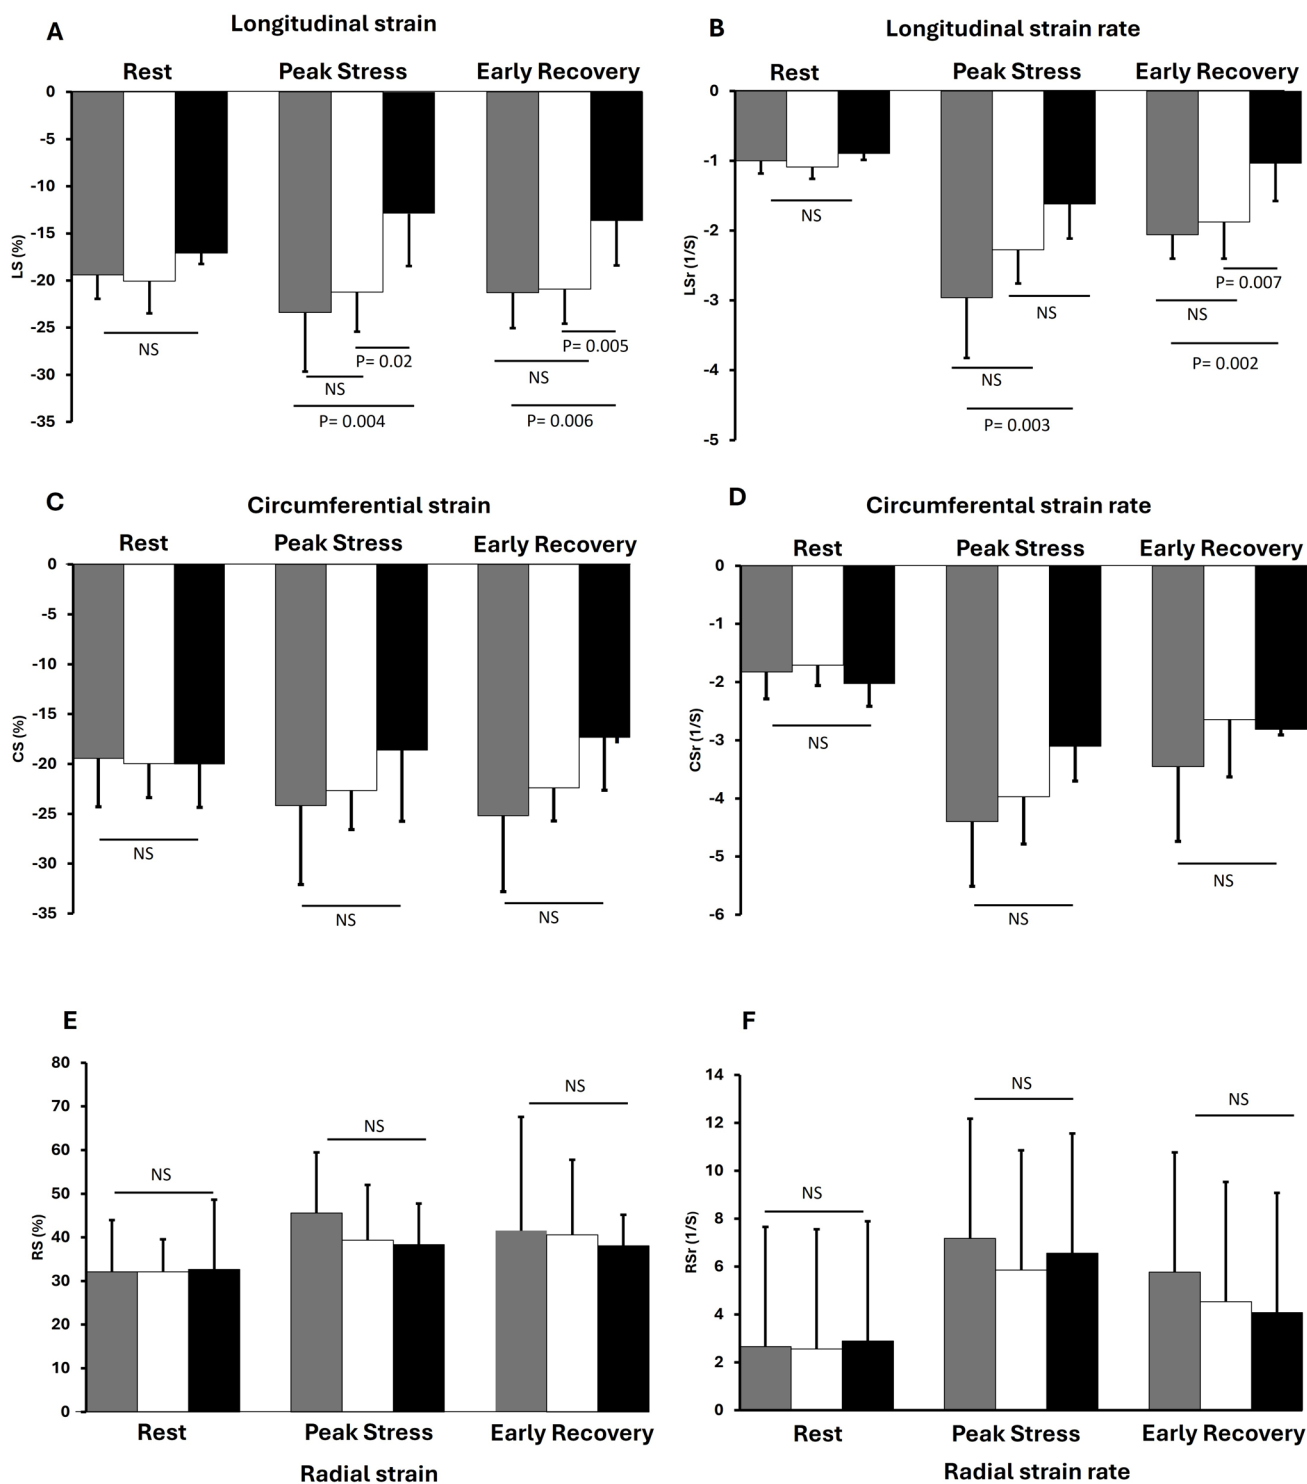 A
Longitudinal strain
Rest
Peak Stress
Early Recovery
0
-5
-10
-15
-20
-25
-30
-35
LS (%)
NS
P= 0.02
NS
P= 0.004
P= 0.005
NS
P= 0.006
B
Longitudinal strain rate
Rest
Peak Stress
Early Recovery
0
-1
-2
-3
-4
-5
LSr (1/S)
NS
NS
NS
P= 0.003
P= 0.007
NS
P= 0.002
C
Circumferential strain
Rest
Peak Stress
Early Recovery
0
-5
-10
-15
-20
-25
-30
-35
CS (%)
NS
NS
NS
D
Circumferental strain rate
Rest
Peak Stress
Early Recovery
0
-1
-2
-3
-4
-5
-6
CSr (1/S)
NS
NS
NS
E
80
70
60
50
40
30
20
10
0
RS (%)
NS
NS
NS
Rest
Peak Stress
Early Recovery
Radial strain
F
14
12
10
8
6
4
2
0
RSr (1/S)
NS
NS
NS
Rest
Peak Stress
Early Recovery
Radial strain rate